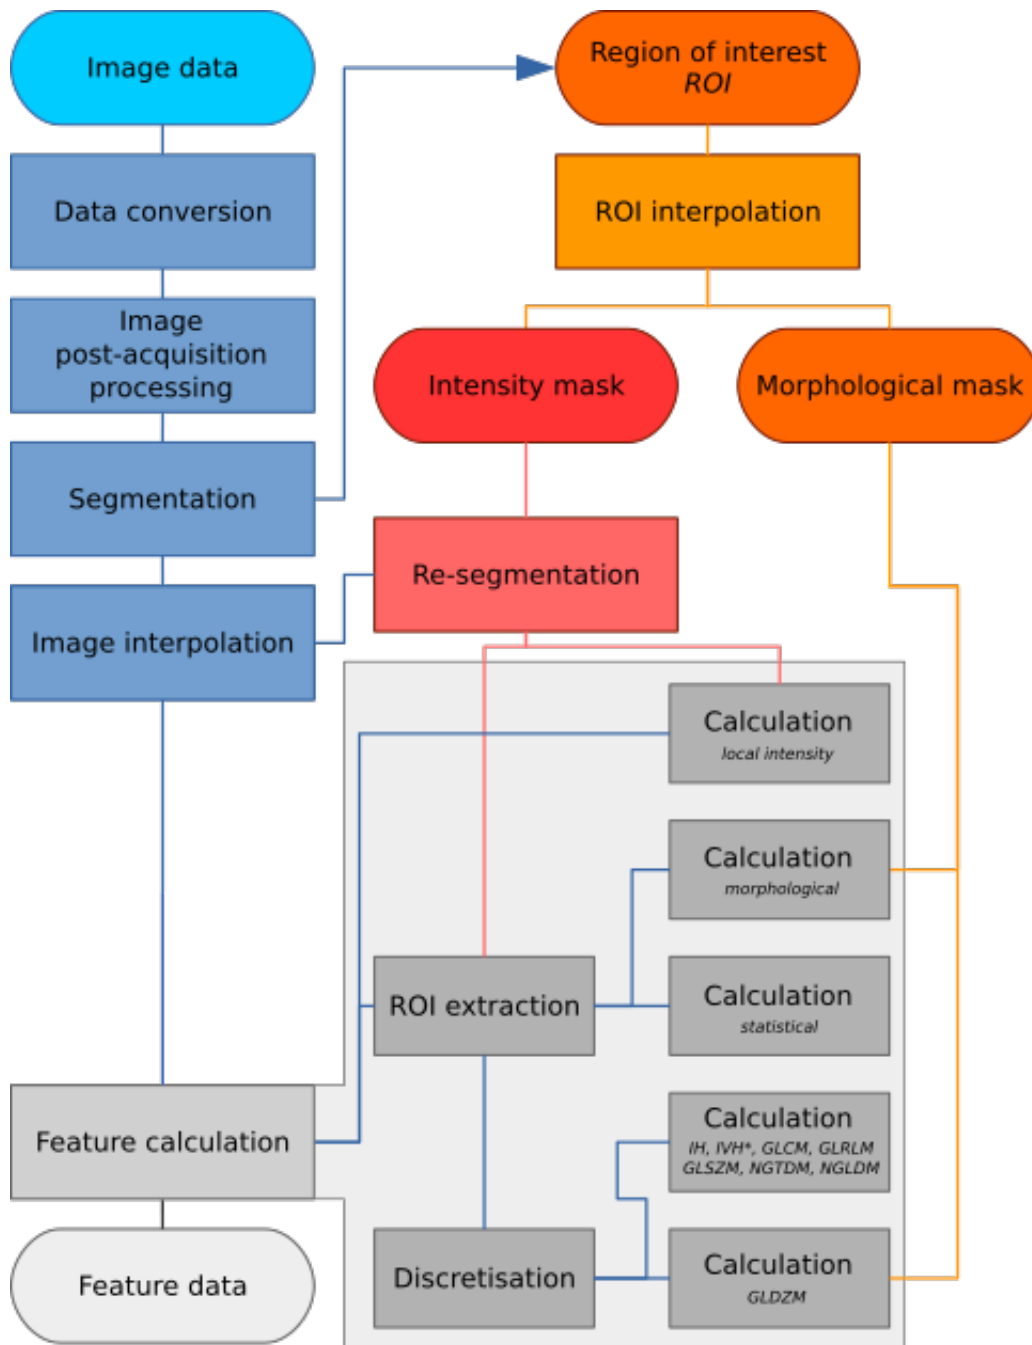 Image data
Region of interest
ROI
Data conversion
ROI interpolation
Image
post-acquisition
processing
Intensity mask
Morphological mask
Segmentation
Re-segmentation
Image interpolation
Calculation
local intensity
Calculation
morphological
ROI extraction
Calculation
statistical
Feature calculation
Calculation
IH, IVH*, GLCM, GLRLM
GLSZM, NGTDM, NGLDM
Feature data
Discretisation
Calculation
GLDZM